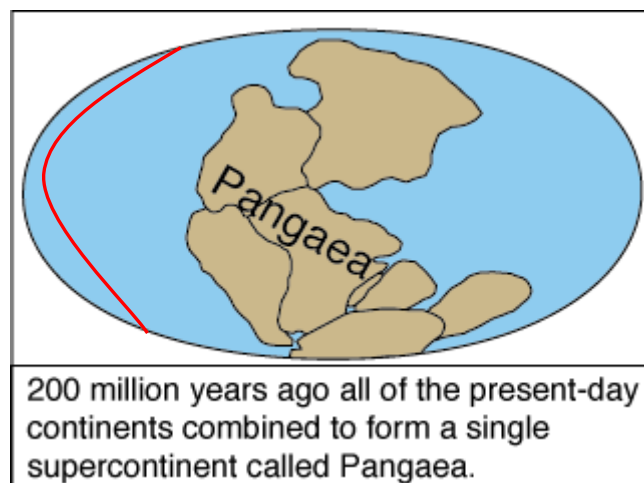 Pangaea
200 million years ago all of the present-day
continents combined to form a single
supercontinent called Pangaea.